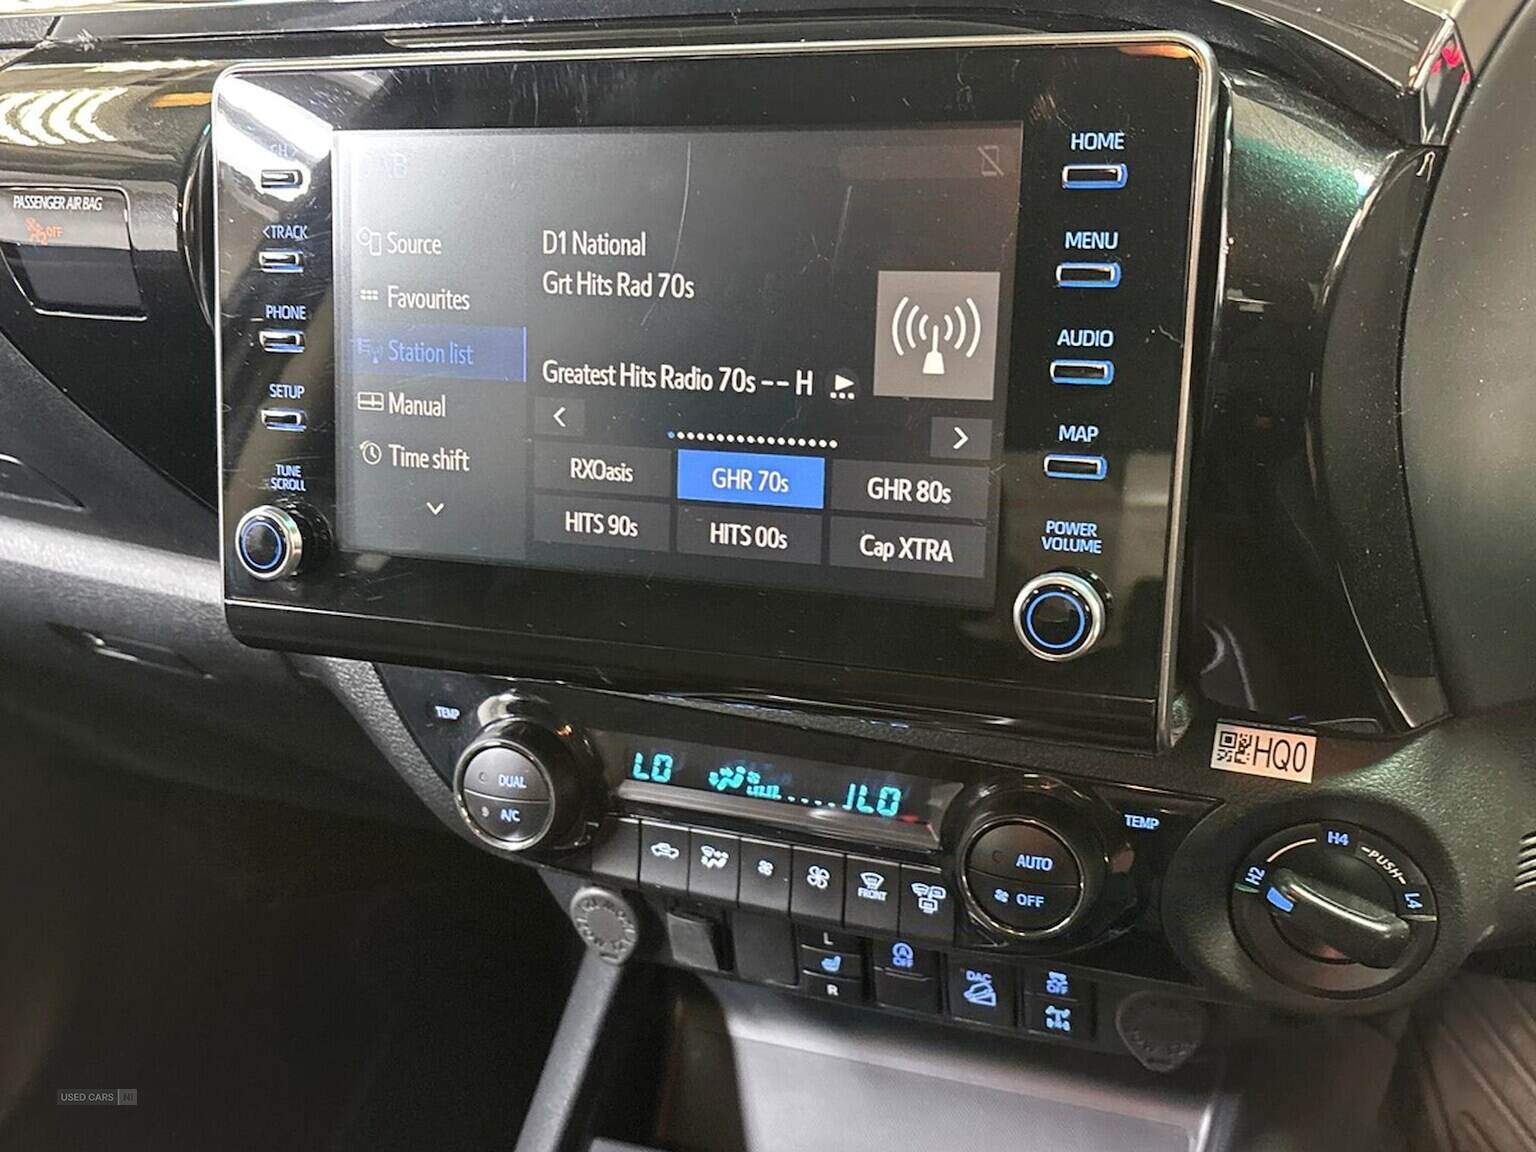 PASSENGER AIR BAG
OFF
<TRACK
PHONE
SETUP
TUNE
SCROLL
Source
Favourites
Station list
Manual
Time shift
D1 National
Grt Hits Rad 70s
Greatest Hits Radio 70s -- H
RXOasis
GHR 70s
GHR 80s
HITS 90s
HITS 00s
Cap XTRA
HOME
MENU
AUDIO
MAP
POWER
VOLUME
TEMP
DUAL
A/C
LO
LO
FRONT
AUTO
OFF
TEMP
HQ0
H2
H4
-PUSH-
L4
L
R
OFF
DAC
OFF
USED CARS NI